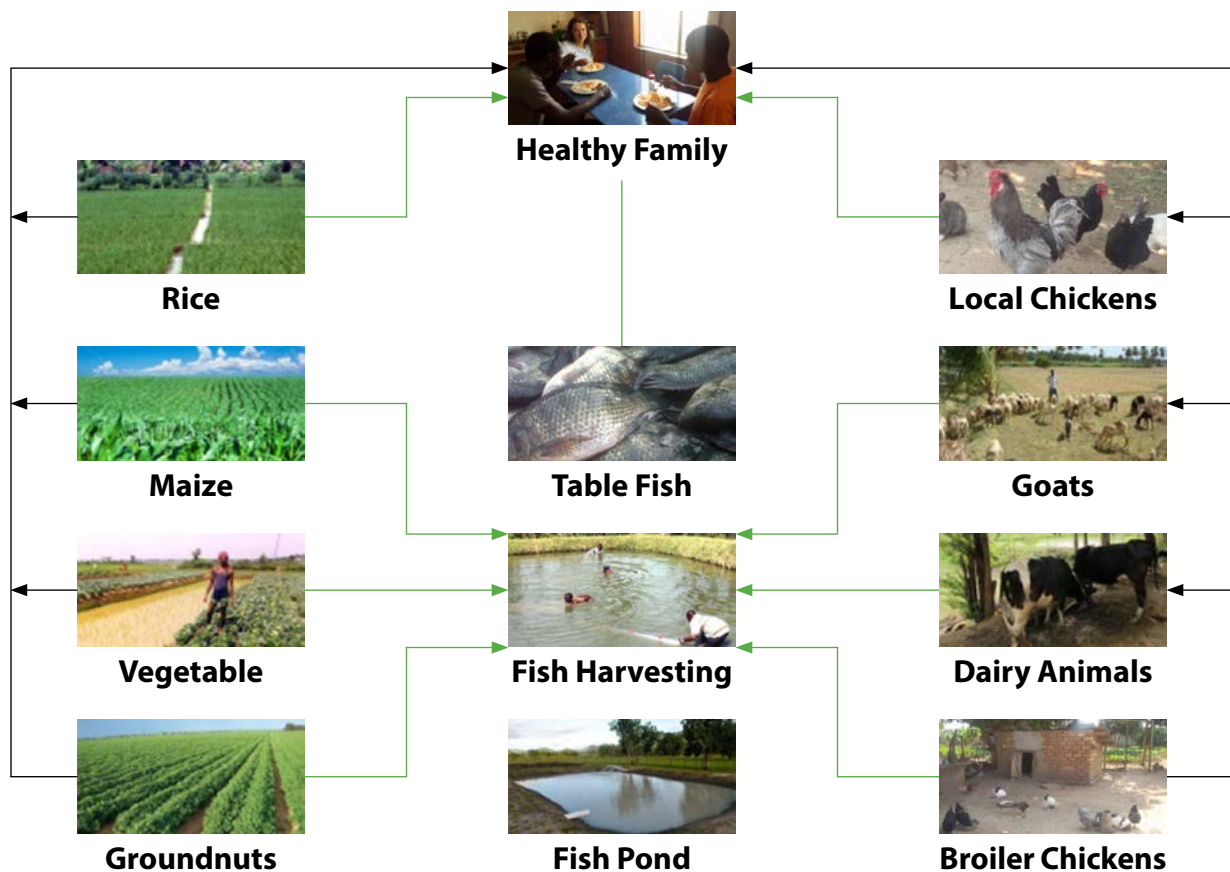 Healthy Family
Rice
Local Chickens
Maize
Table Fish
Goats
Vegetable
Fish Harvesting
Dairy Animals
Groundnuts
Fish Pond
Broiler Chickens